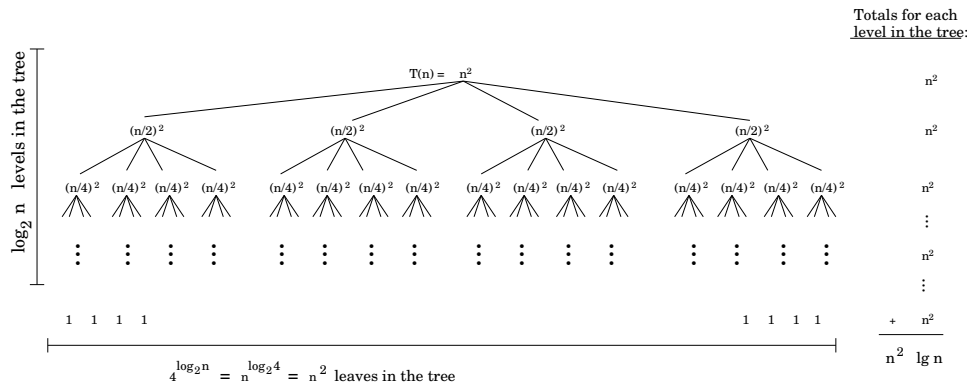 Totals for each
level in the tree:
log₂ n levels in the tree
T(n) = n² n²
(n/2)² (n/2)² (n/2)² (n/2)² n²
(n/4)² (n/4)² (n/4)² (n/4)² (n/4)² (n/4)² (n/4)² (n/4)² (n/4)² (n/4)² (n/4)² (n/4)² (n/4)² (n/4)² (n/4)² (n/4)² n²
n²
1 1 1 1 1 1 1 1 + n²
n² lg n
4^log₂n = n^log₂4 = n² leaves in the tree